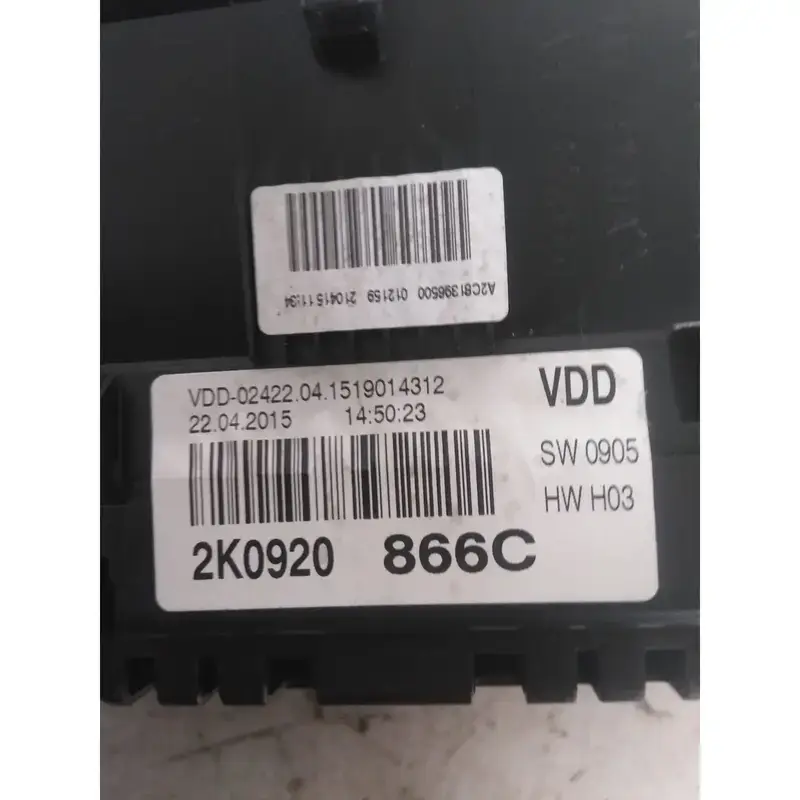 A2C81396500 012159 21041511:34
VDD-02422.04.1519014312
22.04.2015 14:50:23
VDD
SW 0905
HW H03
2K0920 866C